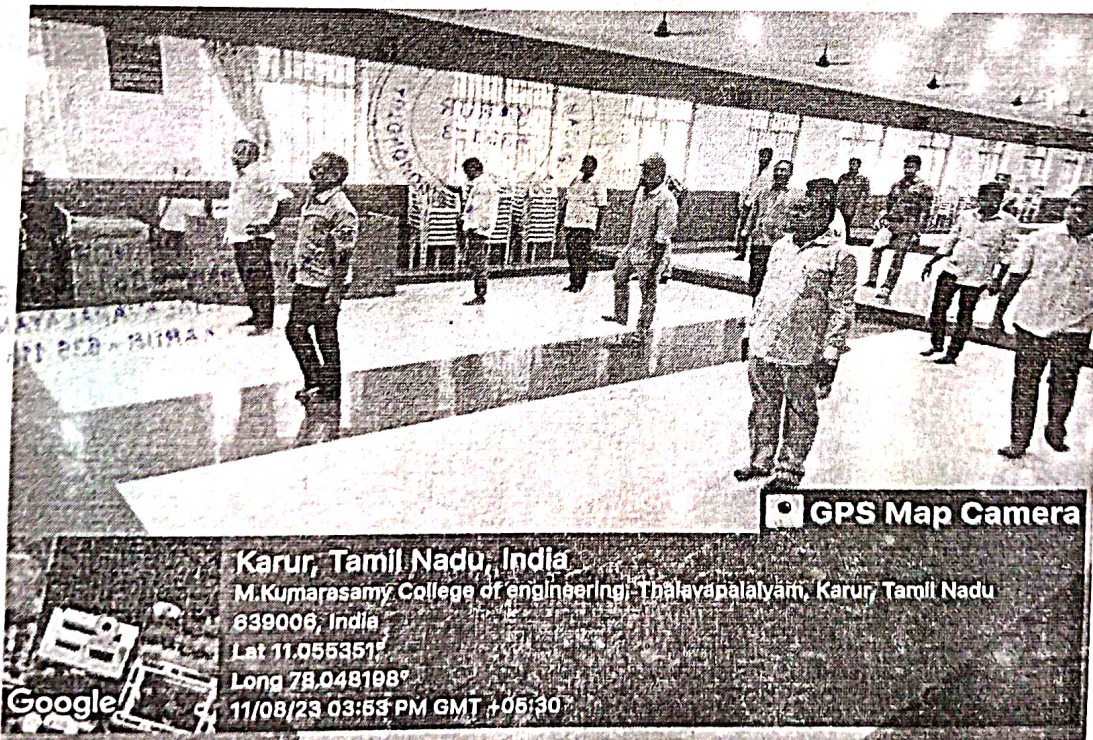 GPS Map Camera
Karur, Tamil Nadu, India
M.Kumarasamy College of engineering, Thalavapalaiyam, Karur, Tamil Nadu
639006, India
Lat 11.055351°
Long 78.048198°
11/08/23 03:53 PM GMT +05:30
Google